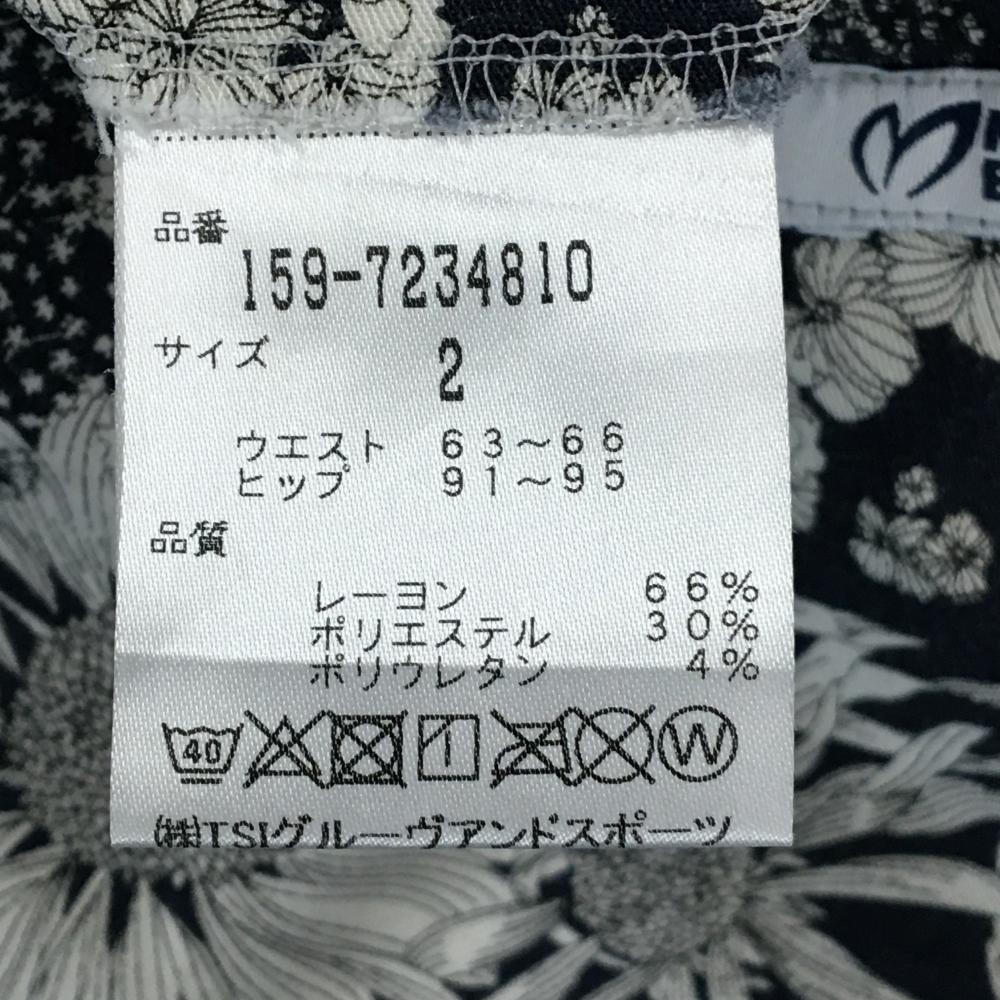 品番
159-7234810
サイズ 2
ウエスト 63~66
ヒップ 91~95
品質
レーヨン 66%
ポリエステル 30%
ポリウレタン 4%
40
W
㈱TSIグルーヴアンドスポーツ